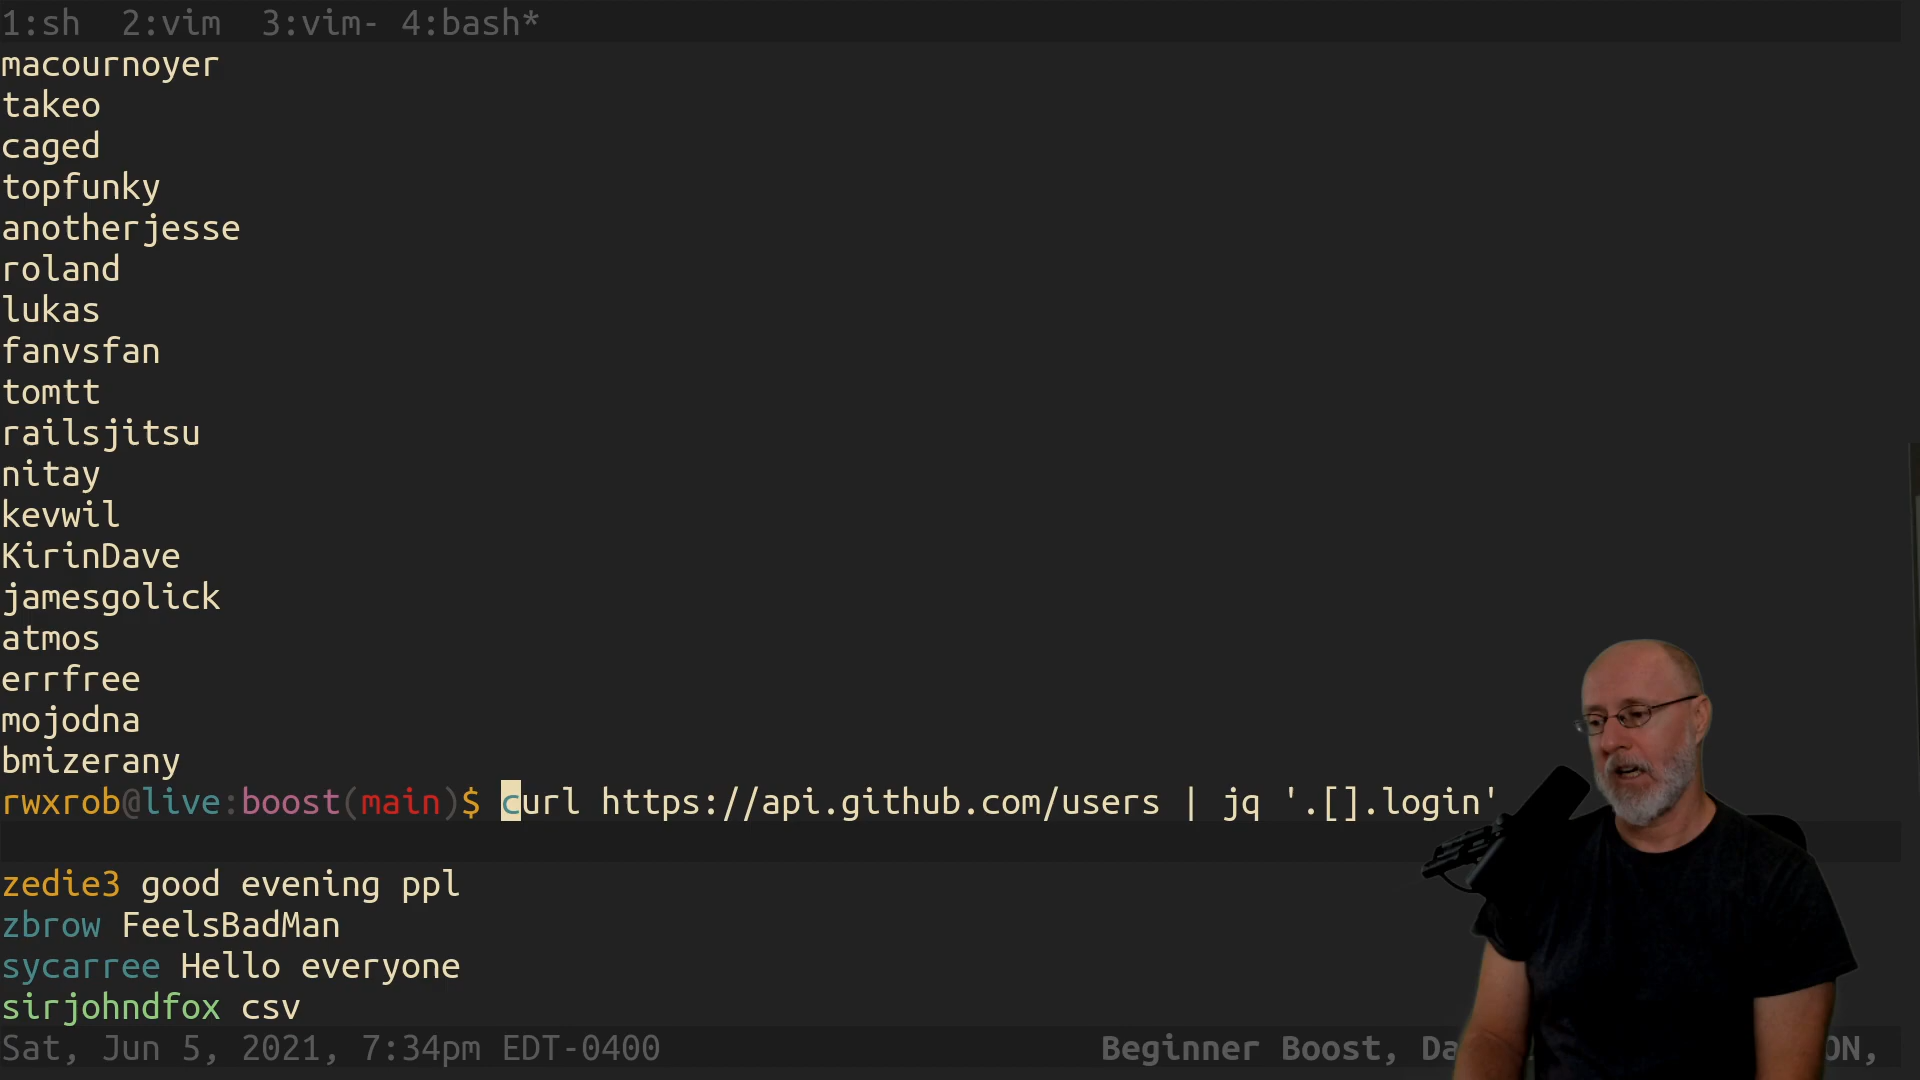 1:sh  2:vim  3:vim- 4:bash*
macournoyer
takeo
caged
topfunky
anotherjesse
roland
lukas
fanvsfan
tomtt
railsjitsu
nitay
kevwil
KirinDave
jamesgolick
atmos
errfree
mojodna
bmizerany
rwxrob@live:boost(main)$ curl https://api.github.com/users | jq '.[].login'
zedie3 good evening ppl
zbrow FeelsBadMan
sycarree Hello everyone
sirjohndfox csv
Sat, Jun 5, 2021, 7:34pm EDT-0400 Beginner Boost,